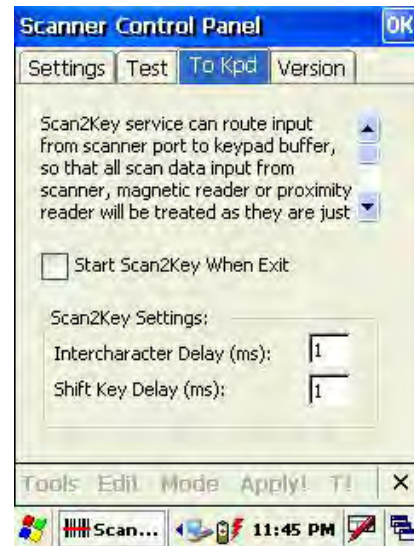 Scanner Control Panel OK
Settings Test To Kpd Version
Scan2Key service can route input
from scanner port to keypad buffer,
so that all scan data input from
scanner, magnetic reader or proximity
reader will be treated as they are just
Start Scan2Key When Exit
Scan2Key Settings:
Intercharacter Delay (ms): 1
Shift Key Delay (ms): 1
Tools Edit Mode Apply! T!
Scan... 11:45 PM